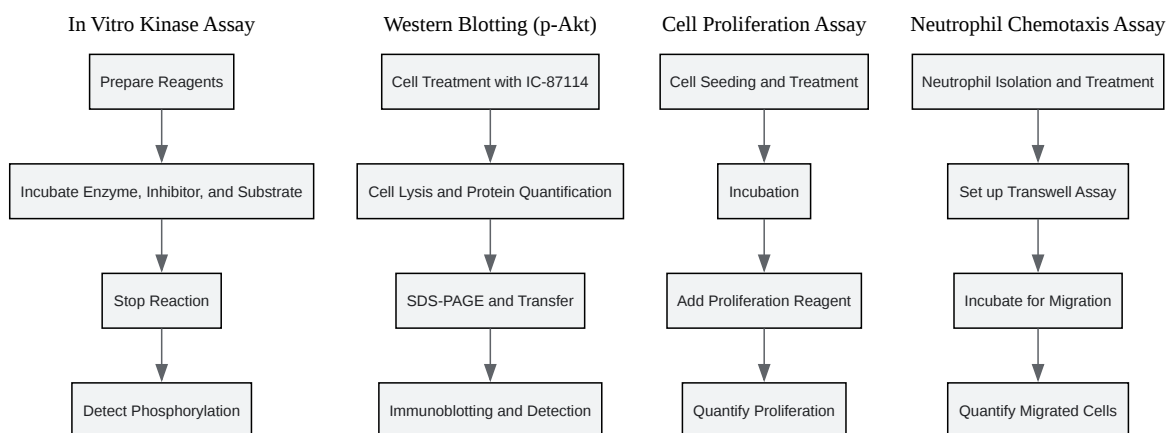 In Vitro Kinase Assay
Prepare Reagents
Incubate Enzyme, Inhibitor, and Substrate
Stop Reaction
Detect Phosphorylation
Western Blotting (p-Akt)
Cell Treatment with IC-87114
Cell Lysis and Protein Quantification
SDS-PAGE and Transfer
Immunoblotting and Detection
Cell Proliferation Assay
Cell Seeding and Treatment
Incubation
Add Proliferation Reagent
Quantify Proliferation
Neutrophil Chemotaxis Assay
Neutrophil Isolation and Treatment
Set up Transwell Assay
Incubate for Migration
Quantify Migrated Cells